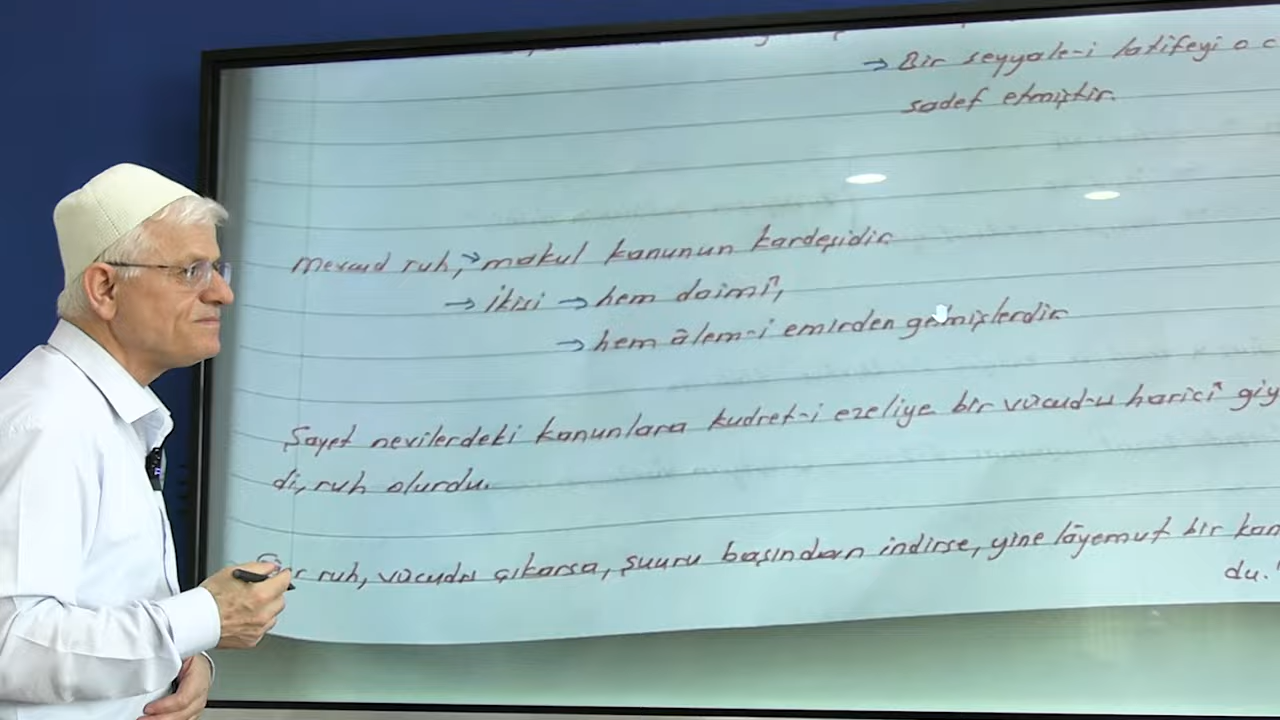 → Bir seyyale-i latifeyi o c
sadef etmiştir.
mevcud ruh, → makul kanunun kardeşidir
→ ikisi → hem daimî,
→ hem âlem-i emirden gelmişlerdir
Şayet nevilerdeki kanunlara kudret-i ezeliye bir vücud-u haricî giy
di, ruh olurdu.
ruh, vücudu çıkarsa, şuuru başından indirse, yine lâyemut bir kan
du."